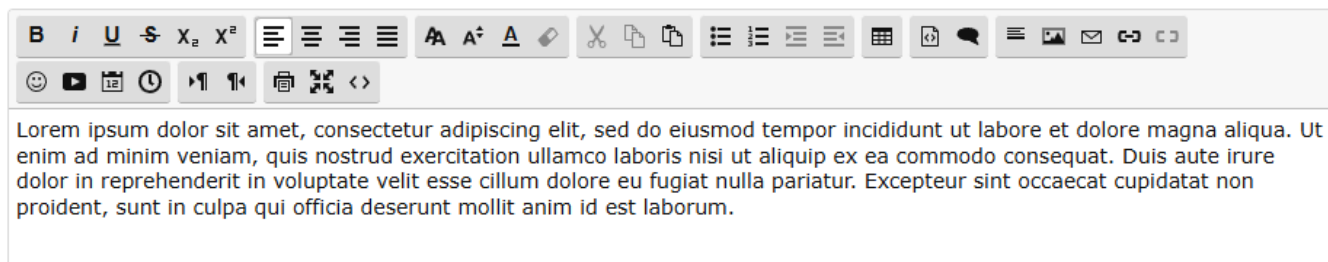 B i U S X₂ X²
12
Lorem ipsum dolor sit amet, consectetur adipiscing elit, sed do eiusmod tempor incididunt ut labore et dolore magna aliqua. Ut
enim ad minim veniam, quis nostrud exercitation ullamco laboris nisi ut aliquip ex ea commodo consequat. Duis aute irure
dolor in reprehenderit in voluptate velit esse cillum dolore eu fugiat nulla pariatur. Excepteur sint occaecat cupidatat non
proident, sunt in culpa qui officia deserunt mollit anim id est laborum.